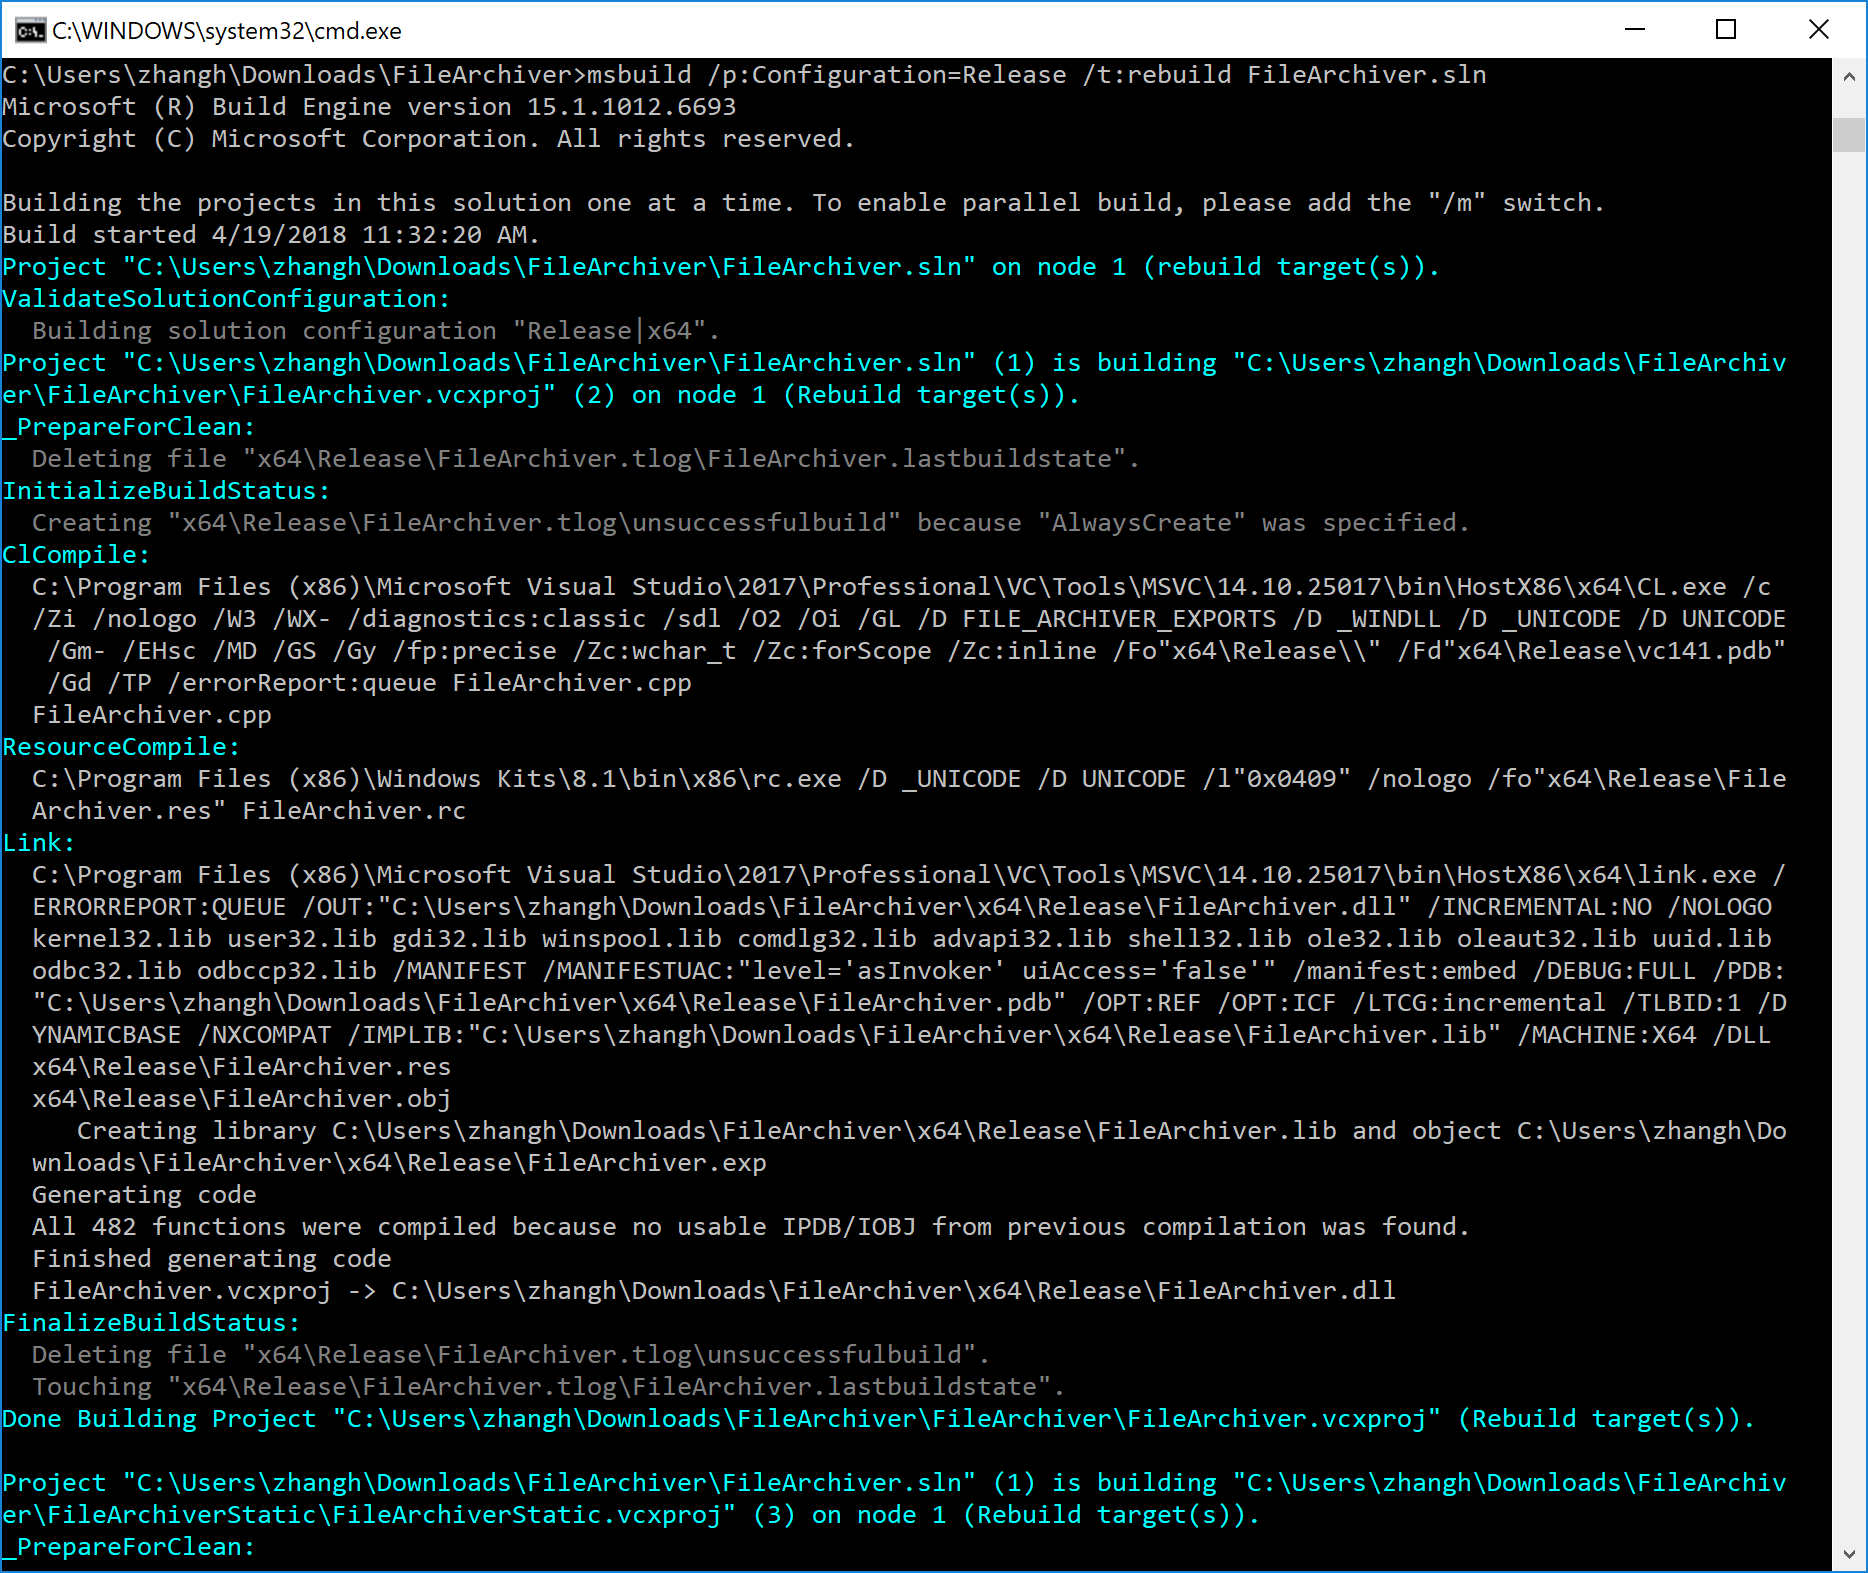 C:\WINDOWS\system32\cmd.exe
C:\Users\zhangh\Downloads\FileArchiver>msbuild /p:Configuration=Release /t:rebuild FileArchiver.sln
Microsoft (R) Build Engine version 15.1.1012.6693
Copyright (C) Microsoft Corporation. All rights reserved.
Building the projects in this solution one at a time. To enable parallel build, please add the "/m" switch.
Build started 4/19/2018 11:32:20 AM.
Project "C:\Users\zhangh\Downloads\FileArchiver\FileArchiver.sln" on node 1 (rebuild target(s)).
ValidateSolutionConfiguration:
  Building solution configuration "Release|x64".
Project "C:\Users\zhangh\Downloads\FileArchiver\FileArchiver.sln" (1) is building "C:\Users\zhangh\Downloads\FileArchiv
er\FileArchiver\FileArchiver.vcxproj" (2) on node 1 (Rebuild target(s)).
_PrepareForClean:
  Deleting file "x64\Release\FileArchiver.tlog\FileArchiver.lastbuildstate".
InitializeBuildStatus:
  Creating "x64\Release\FileArchiver.tlog\unsuccessfulbuild" because "AlwaysCreate" was specified.
ClCompile:
  C:\Program Files (x86)\Microsoft Visual Studio\2017\Professional\VC\Tools\MSVC\14.10.25017\bin\HostX86\x64\CL.exe /c
  /Zi /nologo /W3 /WX- /diagnostics:classic /sdl /O2 /Oi /GL /D FILE_ARCHIVER_EXPORTS /D _WINDLL /D _UNICODE /D UNICODE
   /Gm- /EHsc /MD /GS /Gy /fp:precise /Zc:wchar_t /Zc:forScope /Zc:inline /Fo"x64\Release\\" /Fd"x64\Release\vc141.pdb"
   /Gd /TP /errorReport:queue FileArchiver.cpp
  FileArchiver.cpp
ResourceCompile:
  C:\Program Files (x86)\Windows Kits\8.1\bin\x86\rc.exe /D _UNICODE /D UNICODE /l"0x0409" /nologo /fo"x64\Release\File
  Archiver.res" FileArchiver.rc
Link:
  C:\Program Files (x86)\Microsoft Visual Studio\2017\Professional\VC\Tools\MSVC\14.10.25017\bin\HostX86\x64\link.exe /
  ERRORREPORT:QUEUE /OUT:"C:\Users\zhangh\Downloads\FileArchiver\x64\Release\FileArchiver.dll" /INCREMENTAL:NO /NOLOGO
  kernel32.lib user32.lib gdi32.lib winspool.lib comdlg32.lib advapi32.lib shell32.lib ole32.lib oleaut32.lib uuid.lib
  odbc32.lib odbccp32.lib /MANIFEST /MANIFESTUAC:"level='asInvoker' uiAccess='false'" /manifest:embed /DEBUG:FULL /PDB:
  "C:\Users\zhangh\Downloads\FileArchiver\x64\Release\FileArchiver.pdb" /OPT:REF /OPT:ICF /LTCG:incremental /TLBID:1 /D
  YNAMICBASE /NXCOMPAT /IMPLIB:"C:\Users\zhangh\Downloads\FileArchiver\x64\Release\FileArchiver.lib" /MACHINE:X64 /DLL
  x64\Release\FileArchiver.res
  x64\Release\FileArchiver.obj
     Creating library C:\Users\zhangh\Downloads\FileArchiver\x64\Release\FileArchiver.lib and object C:\Users\zhangh\Do
  wnloads\FileArchiver\x64\Release\FileArchiver.exp
  Generating code
  All 482 functions were compiled because no usable IPDB/IOBJ from previous compilation was found.
  Finished generating code
  FileArchiver.vcxproj -> C:\Users\zhangh\Downloads\FileArchiver\x64\Release\FileArchiver.dll
FinalizeBuildStatus:
  Deleting file "x64\Release\FileArchiver.tlog\unsuccessfulbuild".
  Touching "x64\Release\FileArchiver.tlog\FileArchiver.lastbuildstate".
Done Building Project "C:\Users\zhangh\Downloads\FileArchiver\FileArchiver\FileArchiver.vcxproj" (Rebuild target(s)).
Project "C:\Users\zhangh\Downloads\FileArchiver\FileArchiver.sln" (1) is building "C:\Users\zhangh\Downloads\FileArchiv
er\FileArchiverStatic\FileArchiverStatic.vcxproj" (3) on node 1 (Rebuild target(s)).
_PrepareForClean: